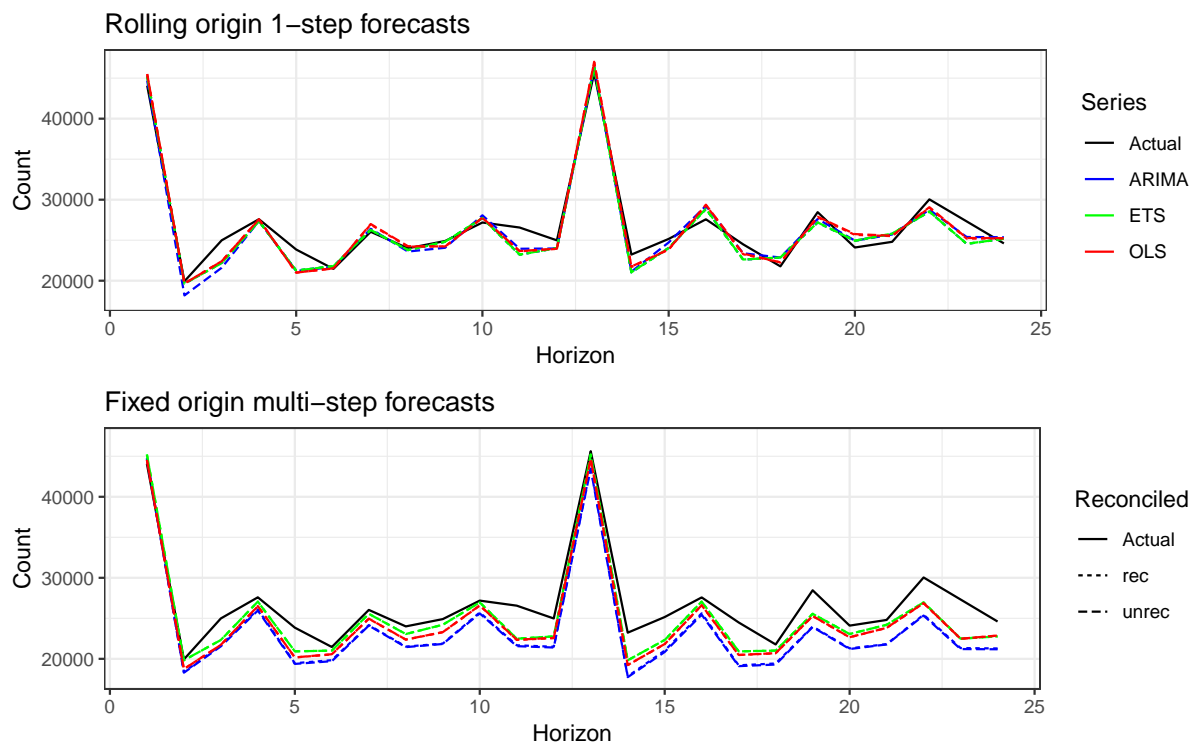 Rolling origin 1−step forecasts
Count
40000
30000
20000
0 5 10 15 20 25
Horizon
Series
Actual
ARIMA
ETS
OLS
Fixed origin multi−step forecasts
Count
40000
30000
20000
0 5 10 15 20 25
Horizon
Reconciled
Actual
rec
unrec